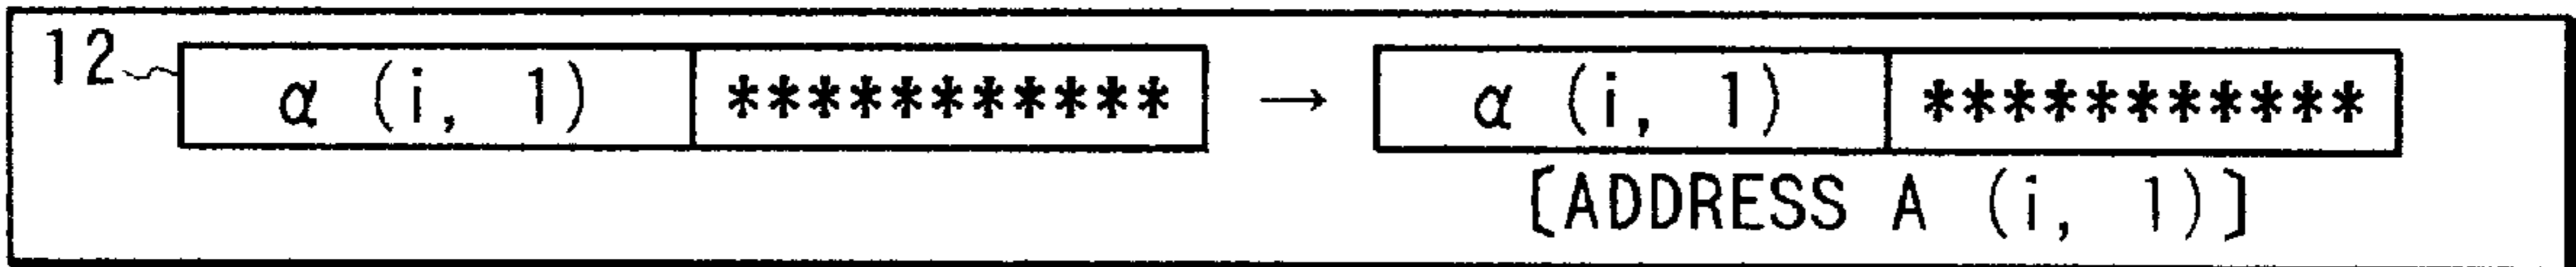 12 α (i, 1) *********** → α (i, 1) ***********
[ADDRESS A (i, 1)]